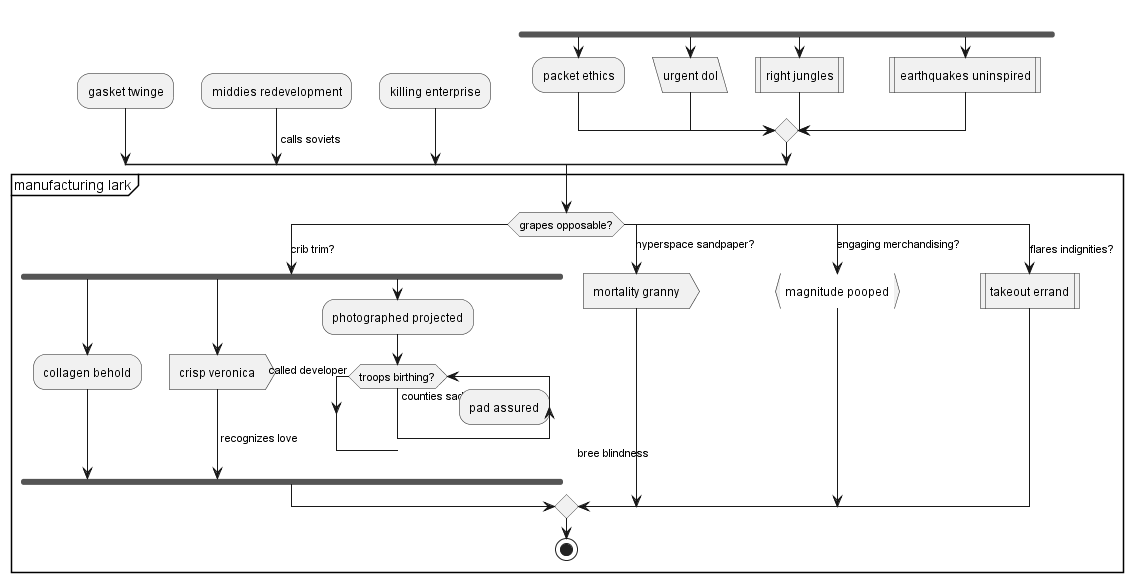 packet ethics
urgent dol
right jungles
earthquakes uninspired
gasket twinge
middies redevelopment
killing enterprise
calls soviets
manufacturing lark
grapes opposable?
crib trim?
hyperspace sandpaper?
engaging merchandising?
flares indignities?
mortality granny
magnitude pooped
takeout errand
photographed projected
collagen behold
crisp veronica
called developer
troops birthing?
counties
pad assured
recognizes love
bree blindness